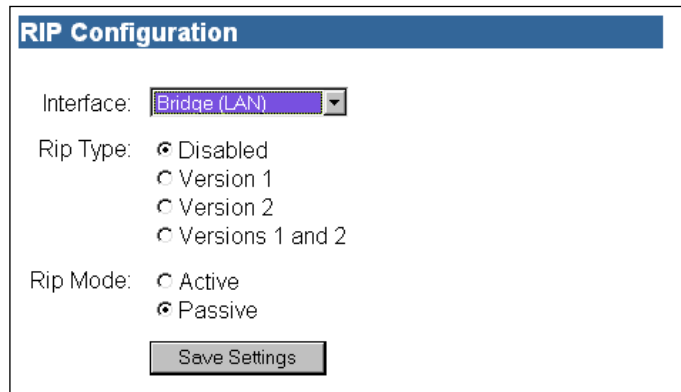 RIP Configuration
Interface: Bridge (LAN)
Rip Type: Disabled
Version 1
Version 2
Versions 1 and 2
Rip Mode: Active
Passive
Save Settings